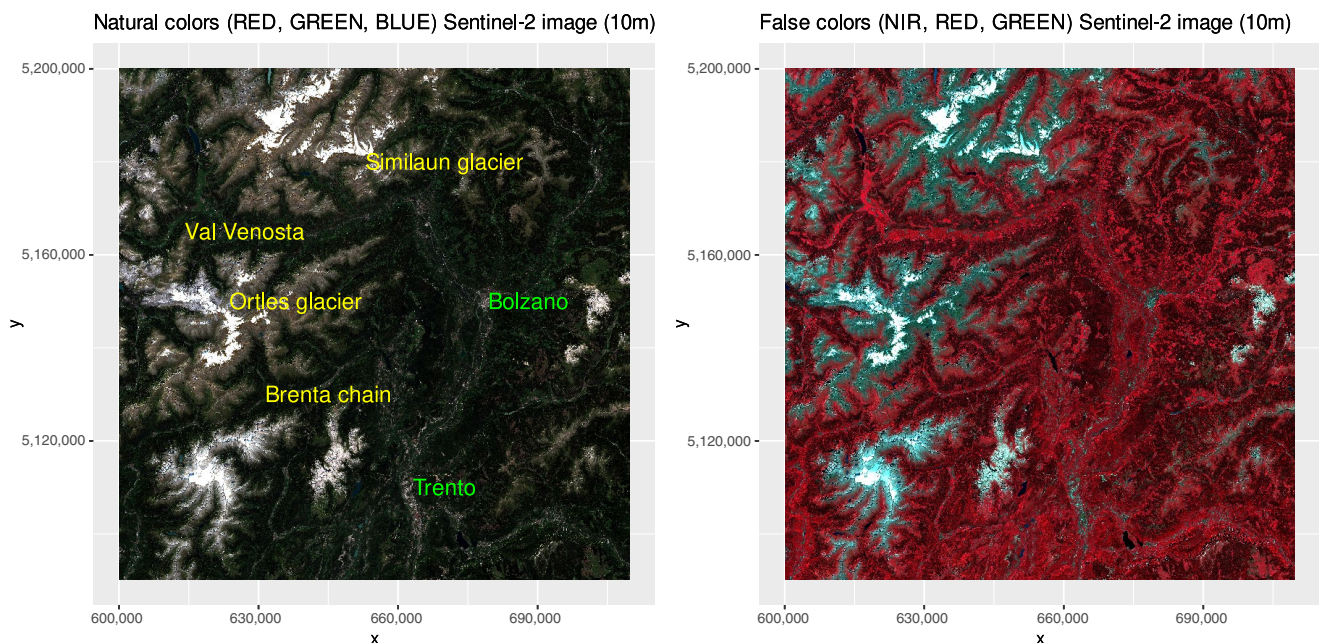 Natural colors (RED, GREEN, BLUE) Sentinel-2 image (10m)
False colors (NIR, RED, GREEN) Sentinel-2 image (10m)
5,200,000
5,160,000
5,120,000
y
Similaun glacier
Val Venosta
Ortles glacier
Bolzano
Brenta chain
Trento
600,000
630,000
660,000
690,000
x
5,200,000
5,160,000
5,120,000
y
600,000
630,000
660,000
690,000
x